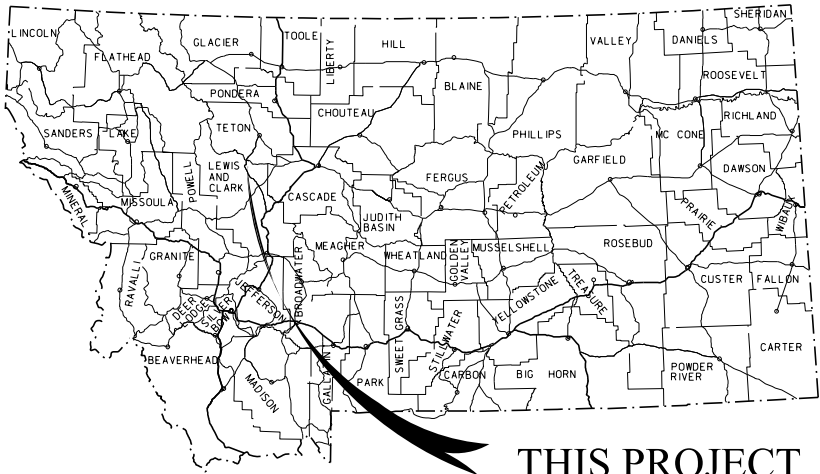 SHERIDAN
LINCOLN
GLACIER
TOOLE
LIBERTY
HILL
VALLEY
DANIELS
FLATHEAD
ROOSEVELT
PONDERA
BLAINE
CHOUTEAU
RICHLAND
SANDERS
LAKE
TETON
PHILLIPS
MC CONE
LEWIS
AND
CLARK
POWELL
GARFIELD
DAWSON
MINERAL
MISSOULA
CASCADE
FERGUS
PETROLEUM
PRAIRIE
WIBAUX
JUDITH
BASIN
GRANITE
MEAGHER
WHEATLAND
GOLDEN
VALLEY
MUSSELSHELL
ROSEBUD
RAVALLI
BROADWATER
CUSTER
FALLON
DEER
LODGE
SILVER
BOW
JEFFERSON
SWEET GRASS
STILLWATER
YELLOWSTONE
TREASURE
BEAVERHEAD
MADISON
GALLATIN
PARK
CARBON
BIG HORN
POWDER
RIVER
CARTER
THIS PROJECT